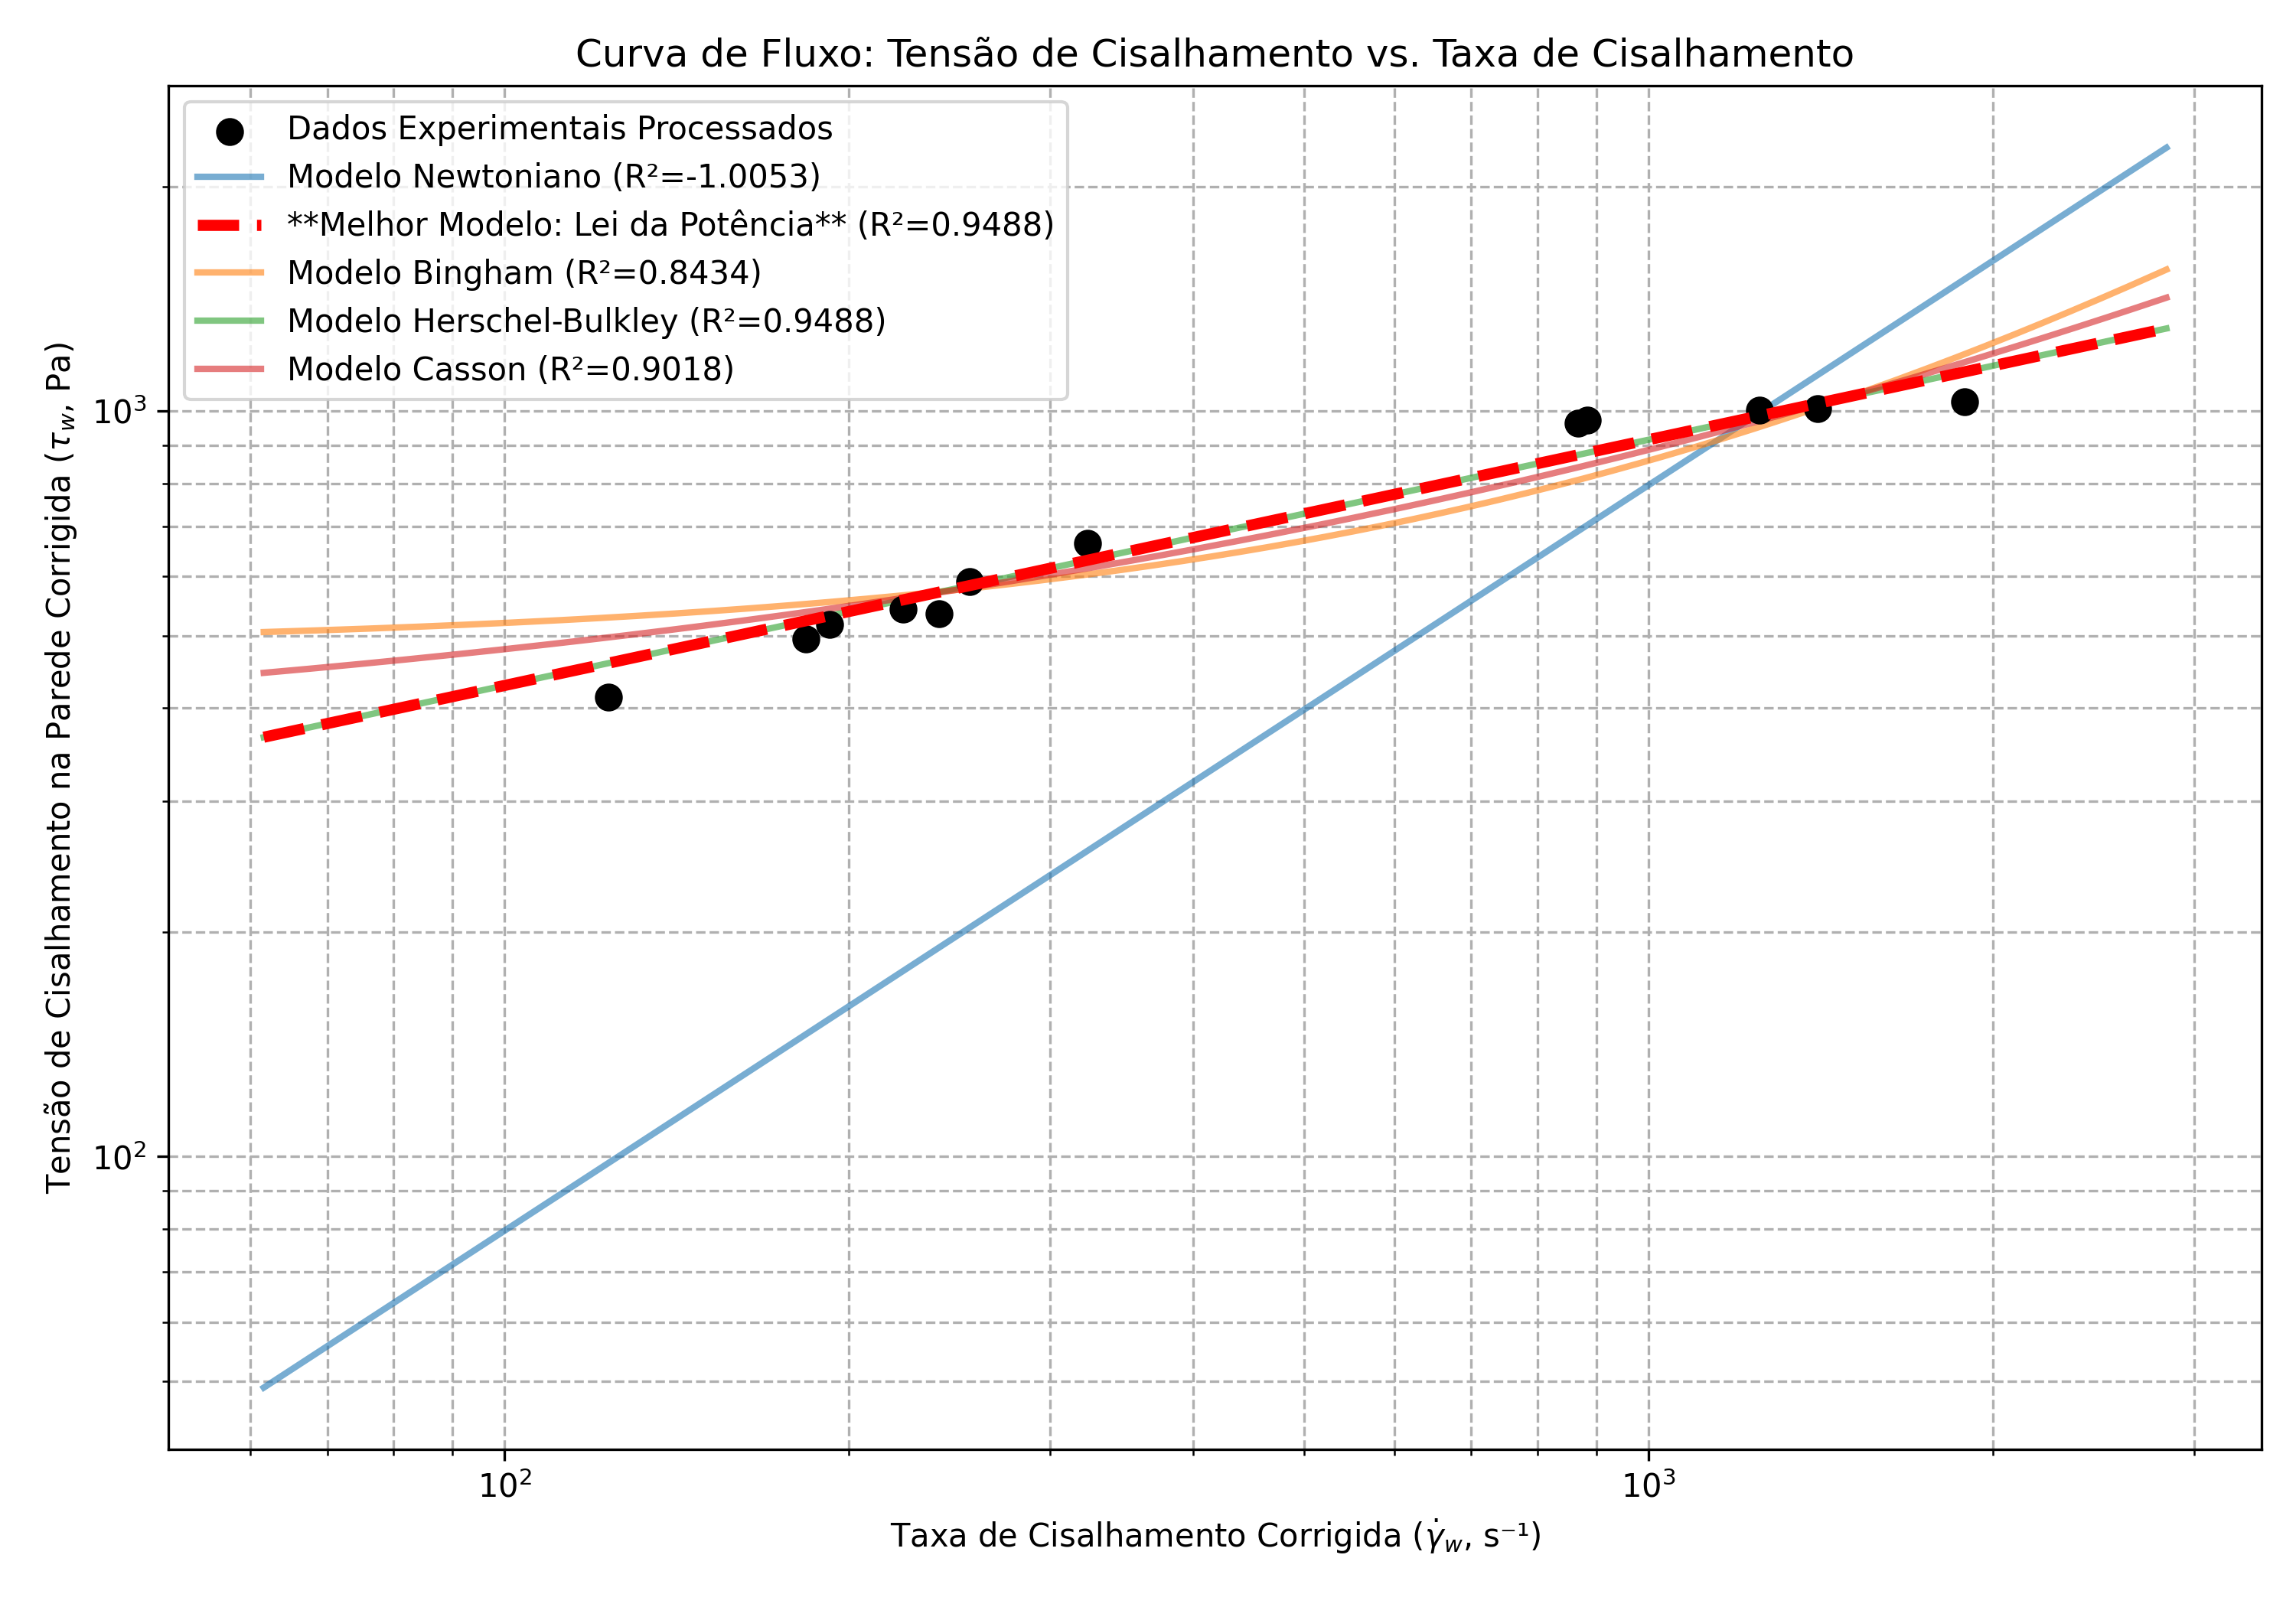 Curva de Fluxo: Tensão de Cisalhamento vs. Taxa de Cisalhamento
Dados Experimentais Processados
Modelo Newtoniano (R²=-1.0053)
**Melhor Modelo: Lei da Potência** (R²=0.9488)
Modelo Bingham (R²=0.8434)
Modelo Herschel-Bulkley (R²=0.9488)
Modelo Casson (R²=0.9018)
Tensão de Cisalhamento na Parede Corrigida (τ_w, Pa)
10³
10²
10²
10³
Taxa de Cisalhamento Corrigida (γ̇_w, s⁻¹)